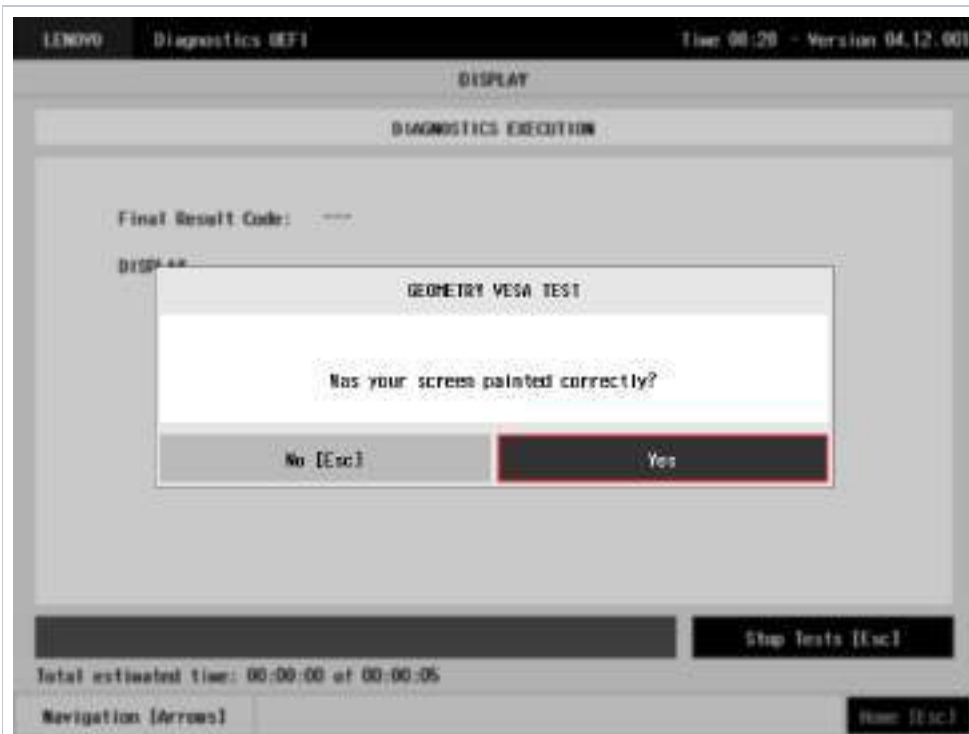 LENOVO Diagnostics UEFI Time 08:20 - Version 04.12.001
DISPLAY
DIAGNOSTICS EXECUTION
Final Result Code: ---
DISPLAY
GEOMETRY VESA TEST
Was your screen painted correctly?
No [Esc] Yes
Stop Tests [Esc]
Total estimated time: 00:00:00 of 00:00:05
Navigation [Arrows] Home [Esc]